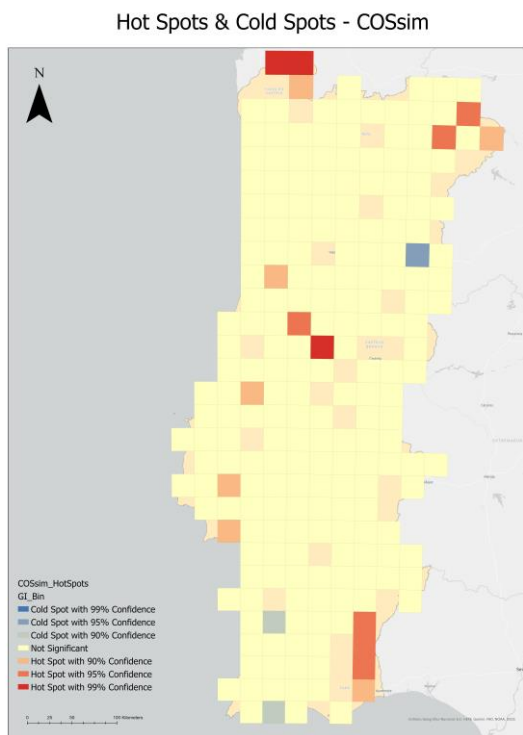 Hot Spots & Cold Spots - COSsim
N
COSsim_HotSpots
GI_Bin
Cold Spot with 99% Confidence
Cold Spot with 95% Confidence
Cold Spot with 90% Confidence
Not Significant
Hot Spot with 90% Confidence
Hot Spot with 95% Confidence
Hot Spot with 99% Confidence
0 25 50 100 Kilometers